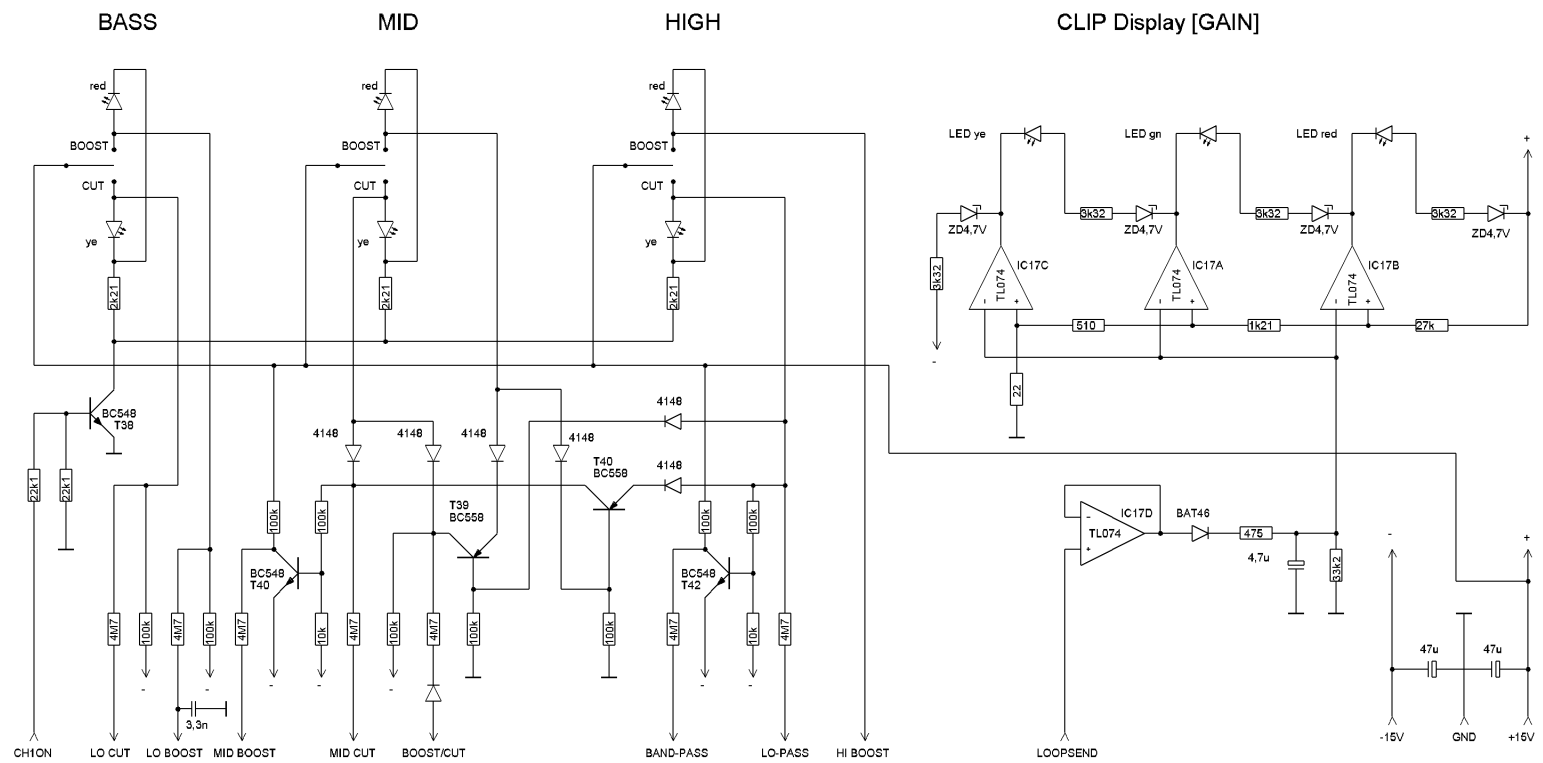 BASS MID HIGH CLIP Display [GAIN]
red red red
LED ye LED gn LED red +
BOOST BOOST BOOST
CUT CUT CUT
3k32 3k32 3k32
ZD4,7V ZD4,7V ZD4,7V ZD4,7V
ye ye ye
IC17C IC17A IC17B
3k32 TL074 TL074 TL074
2k21 2k21 2k21
- + - + - +
510 1k21 27k
-
22
4148
BC548
T38
4148 4148 4148 4148
T40
BC558 4148
22k1 22k1
T39
BC558
100k 100k 100k 100k
- IC17D BAT46
TL074 475
+
- +
4,7u 33k2
BC548
T40
BC548
T42
4M7 100k 4M7 100k 4M7 10k 4M7 100k 4M7 100k 100k 4M7 10k 4M7
47u 47u
- - - - - - -
3,3n
CH1ON LO CUT LO BOOST MID BOOST MID CUT BOOST/CUT BAND-PASS LO-PASS HI BOOST LOOPSEND
-15V GND +15V